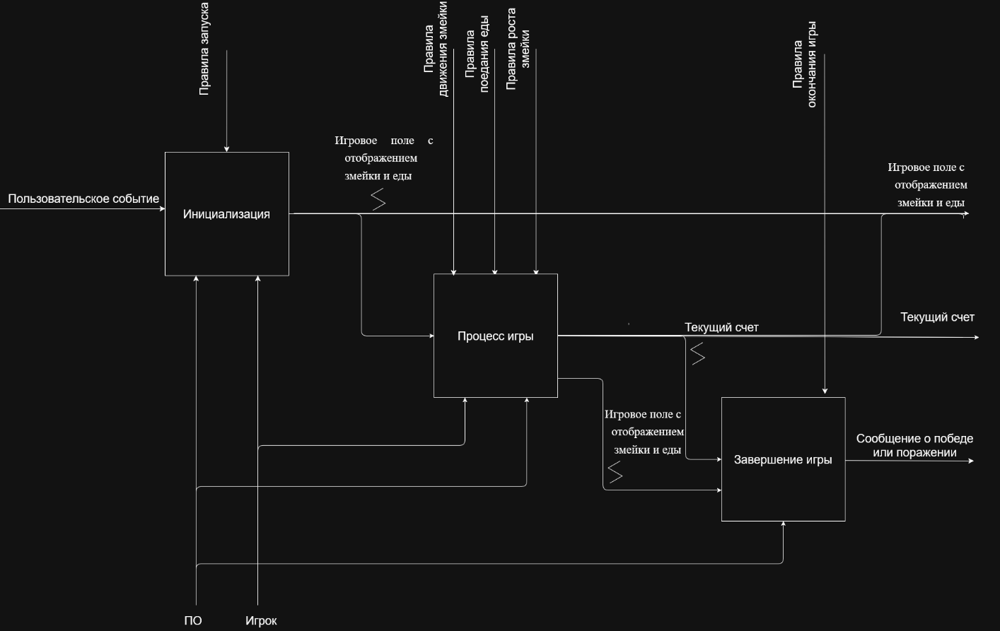 Правила запуска
Правила
движения змейки
Правила
поедания еды
Правила роста
змейки
Правила
окончания игры
Игровое поле с
отображением
змейки и еды
Игровое поле с
отображением
змейки и еды
Пользовательское событие
Инициализация
Текущий счет
Текущий счет
Процесс игры
Игровое поле с
отображением
змейки и еды
Сообщение о победе
или поражении
Завершение игры
ПО
Игрок